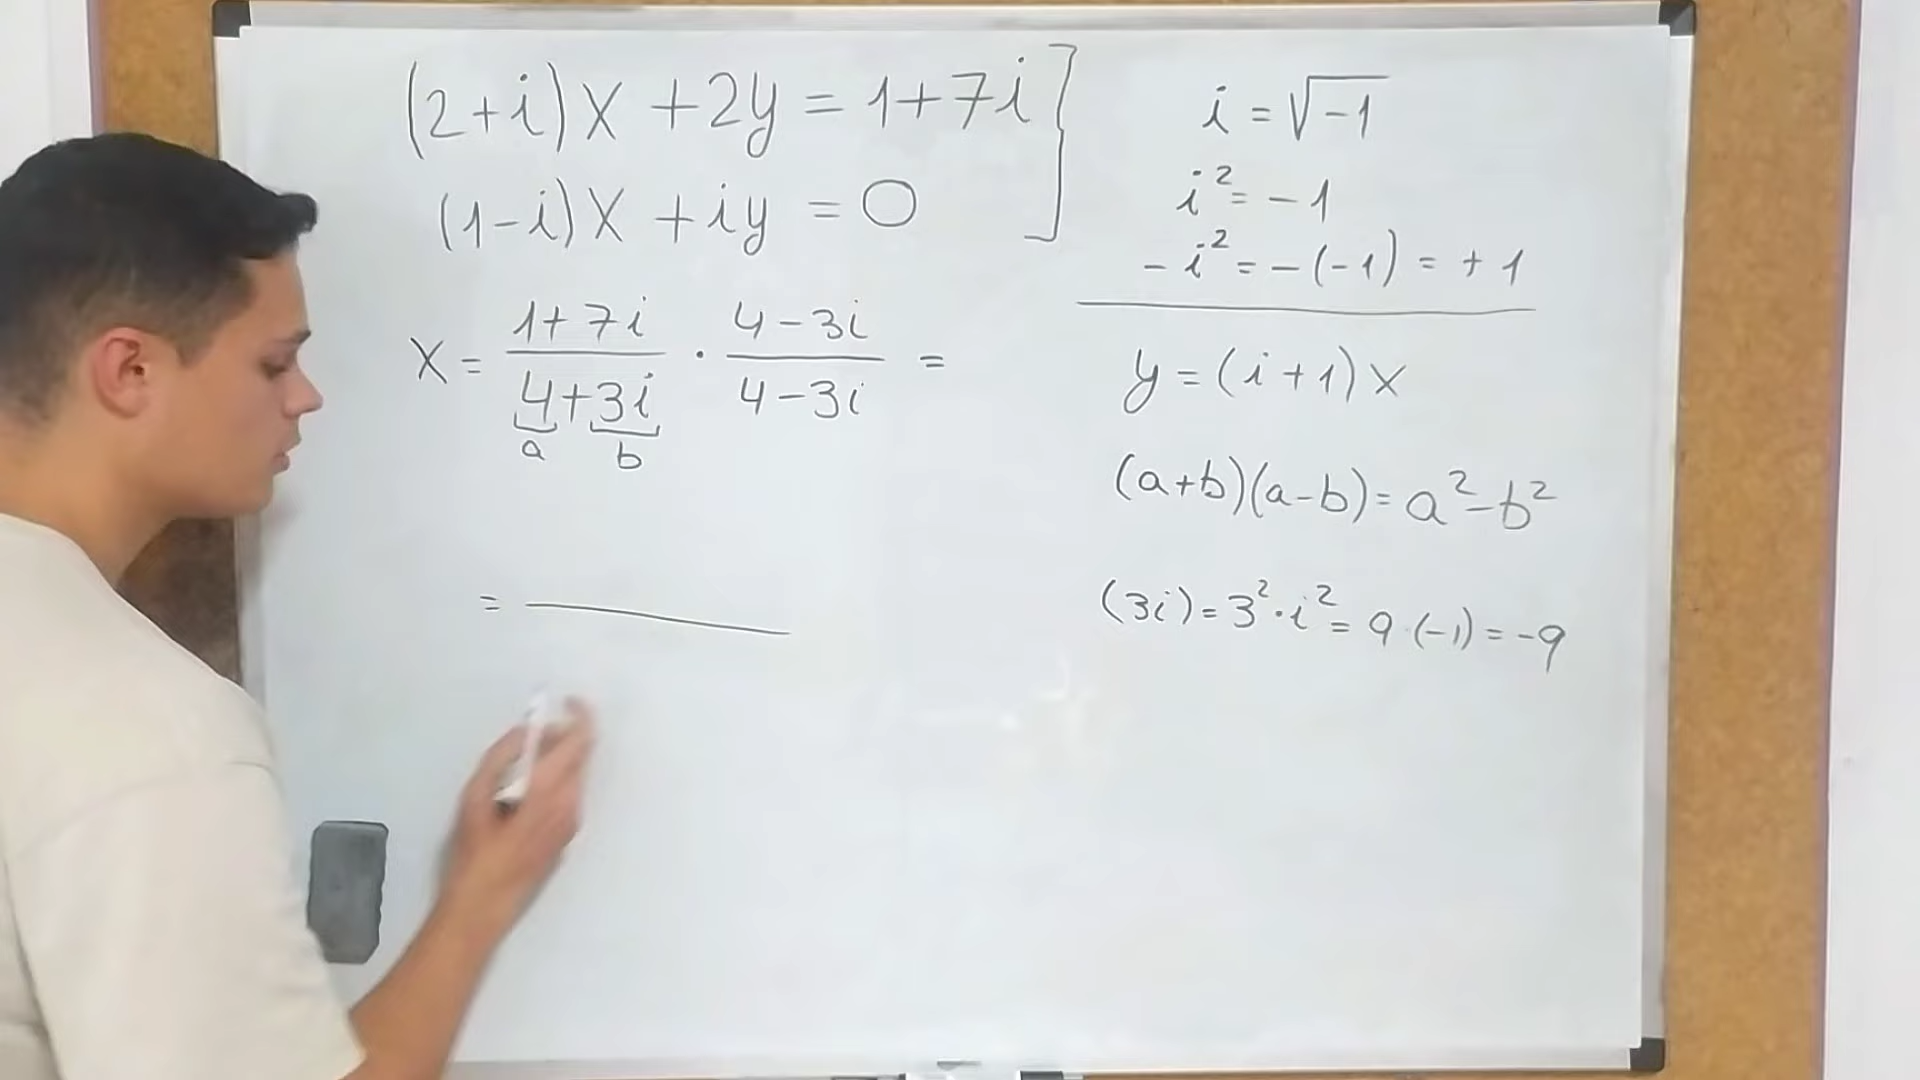 (2+i)x+2y=1+7i
(1-i)x+iy=0
x = 1+7i / 4+3i · 4-3i / 4-3i =
a b
=
i=√-1
i²=-1
-i²=-(-1)=+1
y=(i+1)x
(a+b)(a-b)=a²-b²
(3i)=3²·i²=9·(-1)=-9